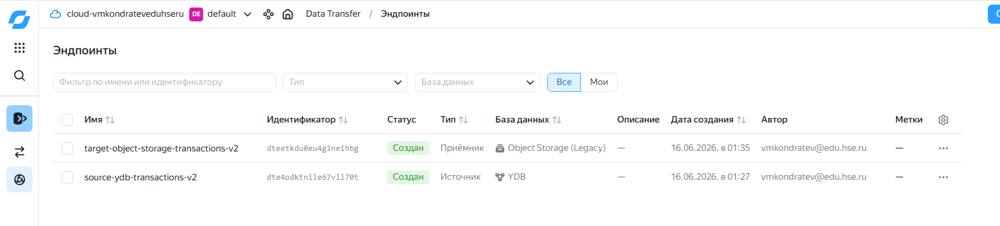 cloud-vmkondrateveduhseru DE default Data Transfer / Эндпоинты
Эндпоинты
Фильтр по имени или идентификатору Тип База данных Все Мои
Имя Идентификатор Статус Тип База данных Описание Дата создания Автор Метки
target-object-storage-transactions-v2 dteetkdu0eu4g3neihbg Создан Приёмник Object Storage (Legacy) — 16.06.2026, в 01:35 vmkondratev@edu.hse.ru —
source-ydb-transactions-v2 dte4odktnile67vll70t Создан Источник YDB — 16.06.2026, в 01:27 vmkondratev@edu.hse.ru —